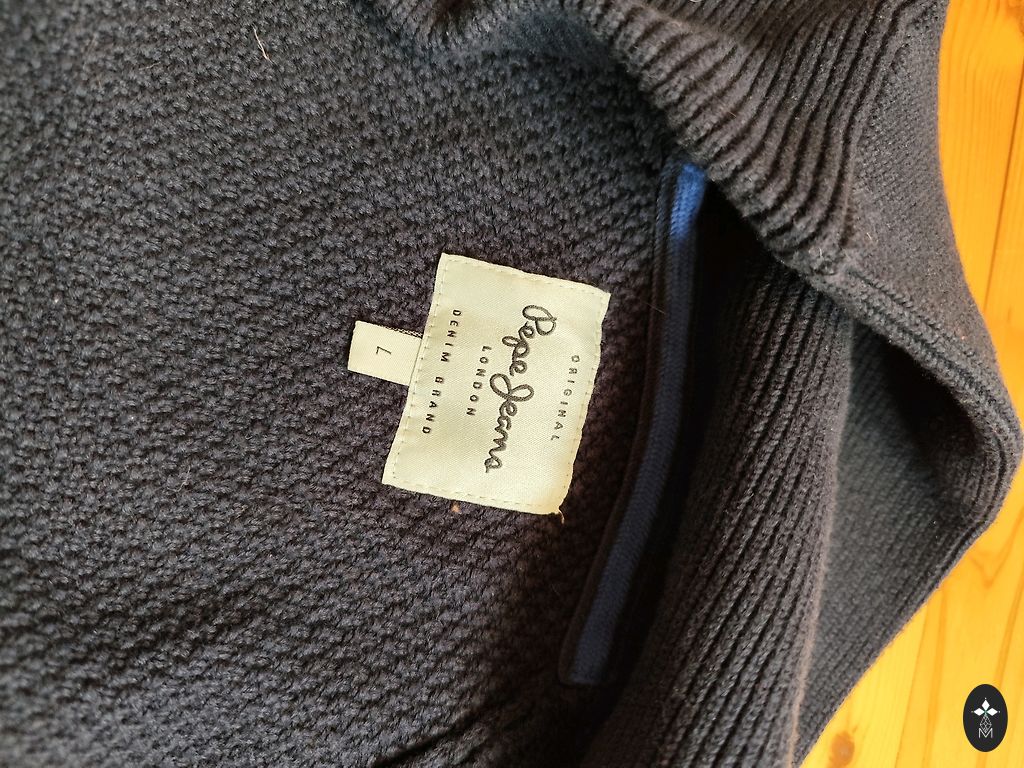 ORIGINAL
Pepe Jeans
LONDON
DENIM BRAND
L